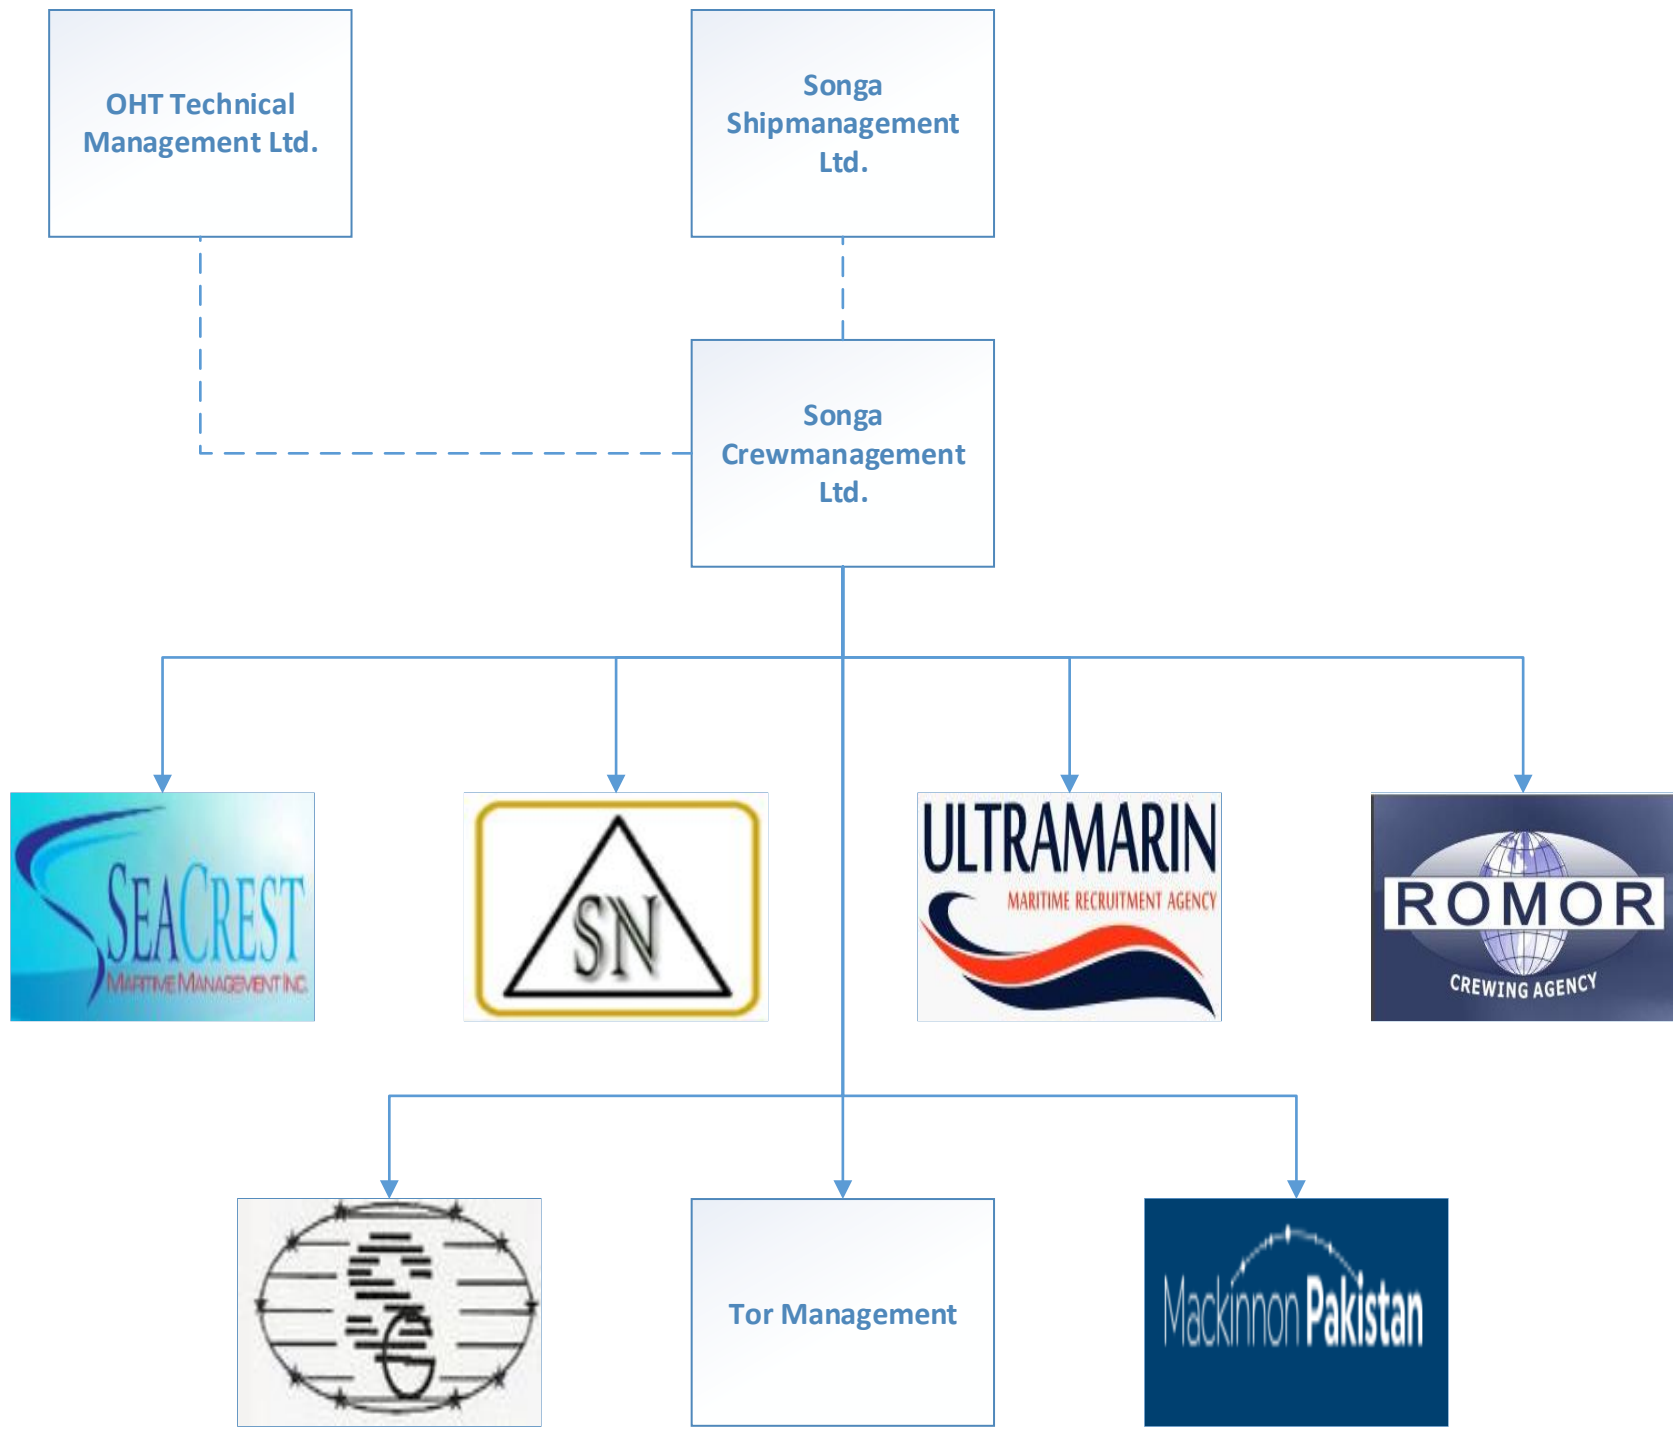 OHT Technical
Management Ltd.
Songa
Shipmanagement
Ltd.
Songa
Crewmanagement
Ltd.
SEACREST
MARITIME MANAGEMENT INC.
SN
ULTRAMARIN
MARITIME RECRUITMENT AGENCY
ROMOR
CREWING AGENCY
Tor Management
Mackinnon Pakistan